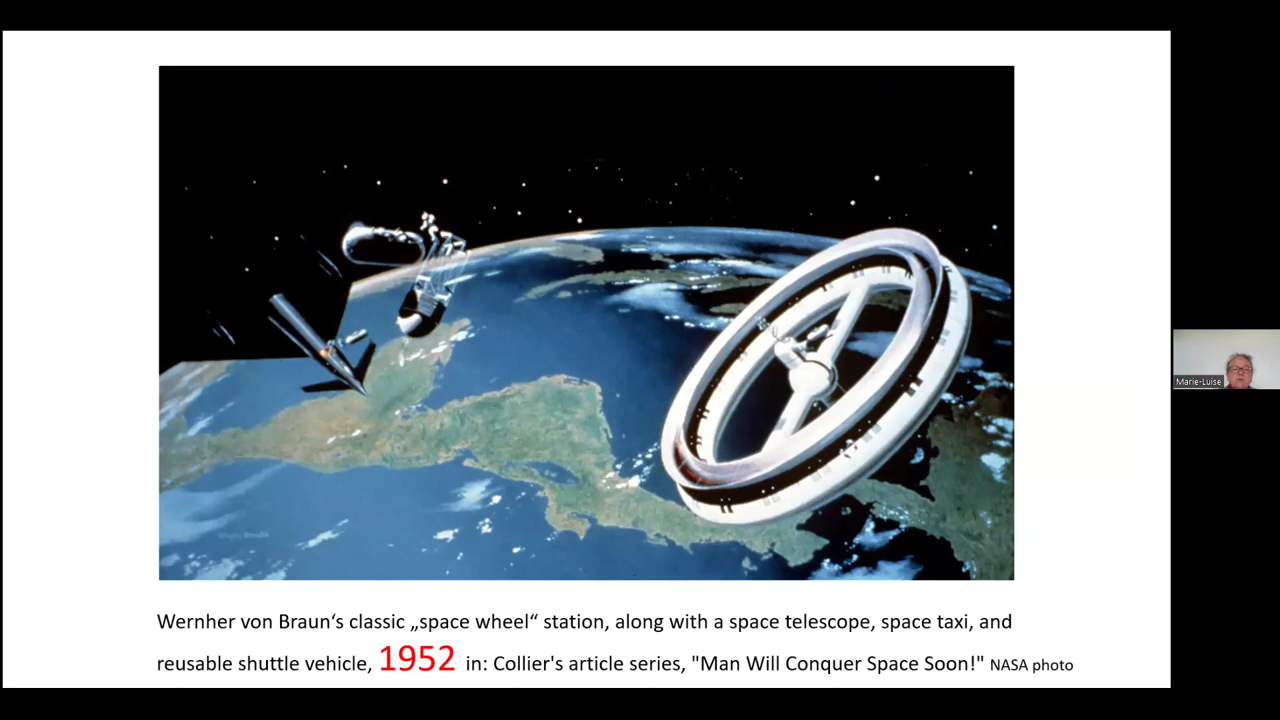 Wernher von Braun‘s classic „space wheel“ station, along with a space telescope, space taxi, and
reusable shuttle vehicle, 1952 in: Collier's article series, "Man Will Conquer Space Soon!" NASA photo
Marie-Luise